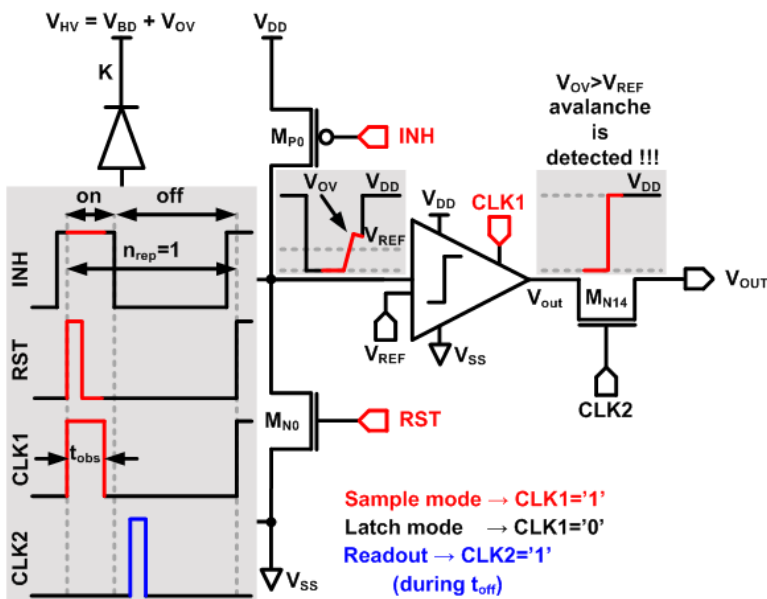 V_HV = V_BD + V_OV
V_DD
K
M_P0
INH
V_OV>V_REF
avalanche
is
detected !!!
on
off
V_OV
V_DD
V_REF
V_DD
CLK1
V_DD
INH
n_rep=1
V_REF
V_SS
V_out
M_N14
V_OUT
CLK2
RST
M_N0
RST
CLK1
t_obs
CLK2
V_SS
Sample mode → CLK1='1'
Latch mode → CLK1='0'
Readout → CLK2='1'
(during t_off)